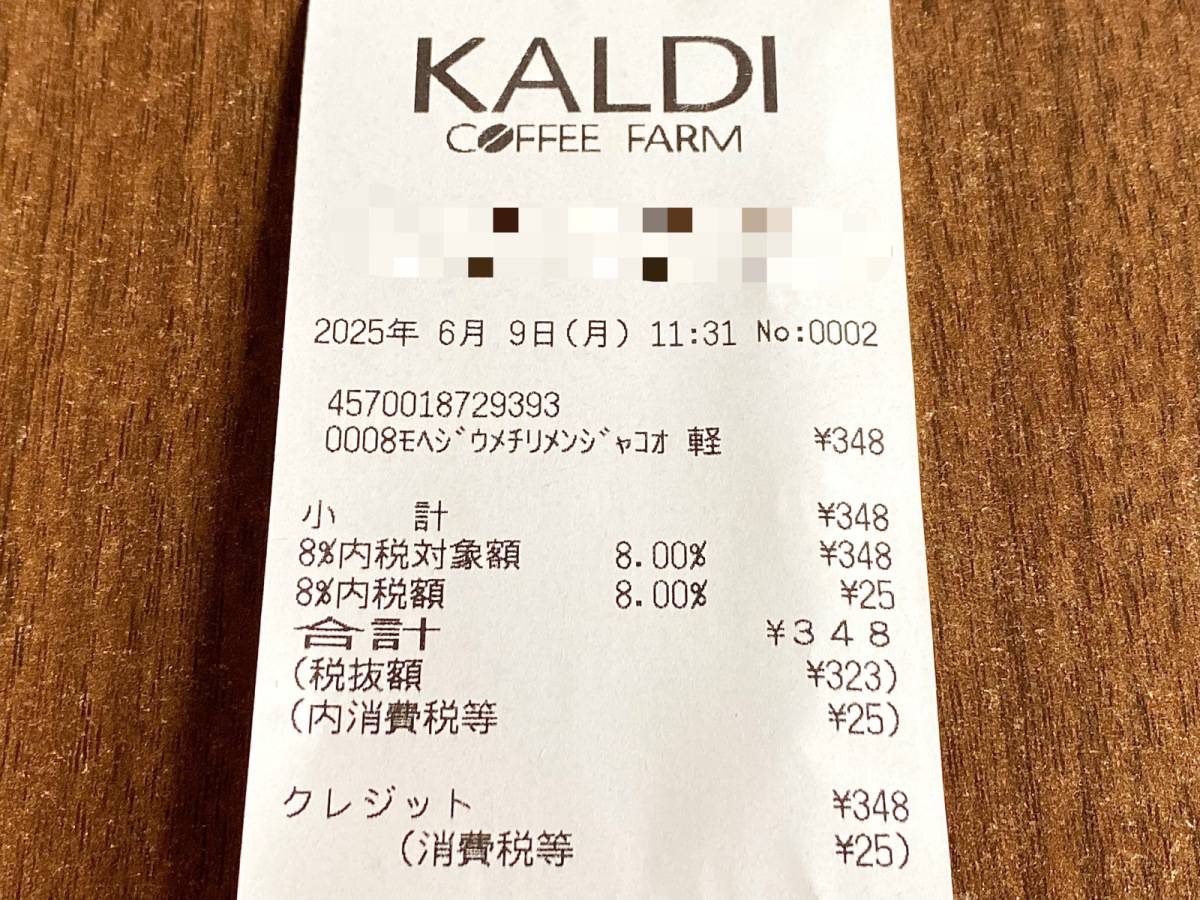 KALDI
COFFEE FARM
2025年 6月 9日(月) 11:31 No:0002
4570018729393
0008ﾓﾍｼﾞｳﾒﾁﾘﾒﾝｼﾞｬｺｵ 軽 ¥348
小 計 ¥348
8%内税対象額 8.00% ¥348
8%内税額 8.00% ¥25
合計 ¥348
(税抜額 ¥323)
(内消費税等 ¥25)
クレジット ¥348
(消費税等 ¥25)